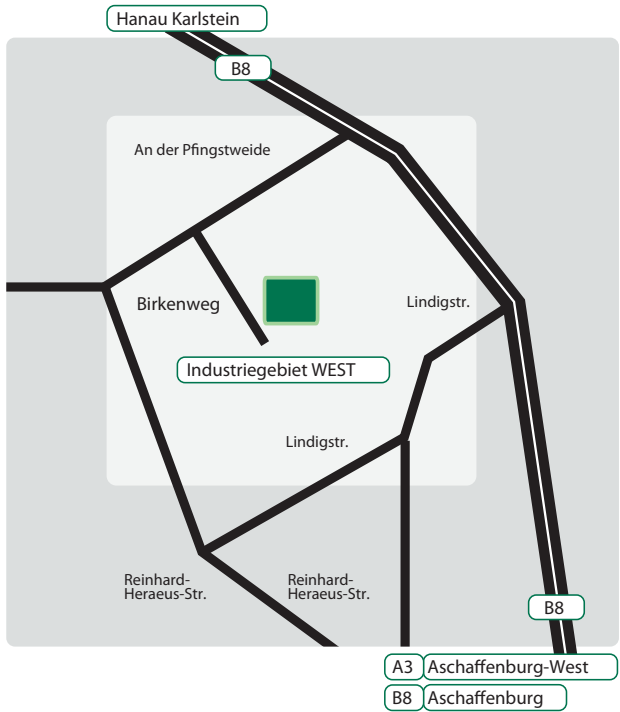 Hanau Karlstein
B8
An der Pfingstweide
Birkenweg
Lindigstr.
Industriegebiet WEST
Lindigstr.
Reinhard-
Heraeus-Str.
Reinhard-
Heraeus-Str.
B8
A3 Aschaffenburg-West
B8 Aschaffenburg